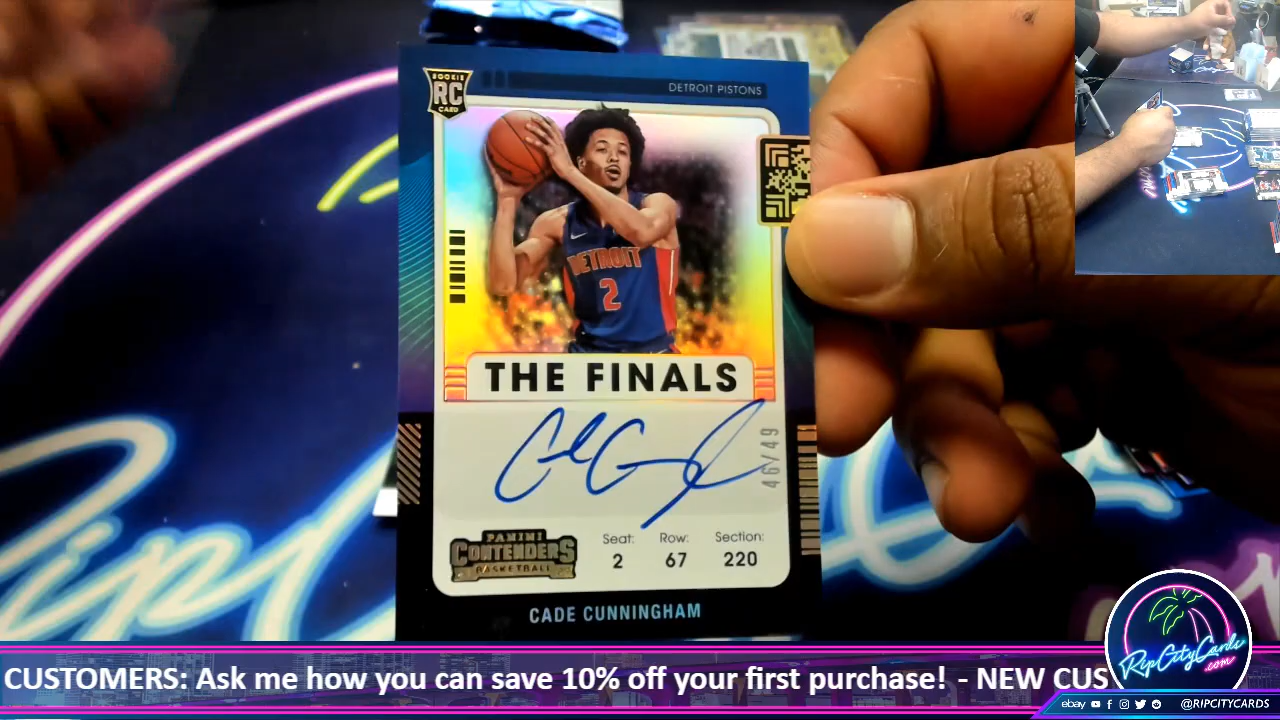 ROOKIE
RC
CARD
DETROIT PISTONS
DETROIT
2
THE FINALS
46/49
PANINI
CONTENDERS
BASKETBALL
Seat: Row: Section:
2 67 220
CADE CUNNINGHAM
CUSTOMERS: Ask me how you can save 10% off your first purchase! - NEW CUS
RipCityCards
.com
ebay @RIPCITYCARDS